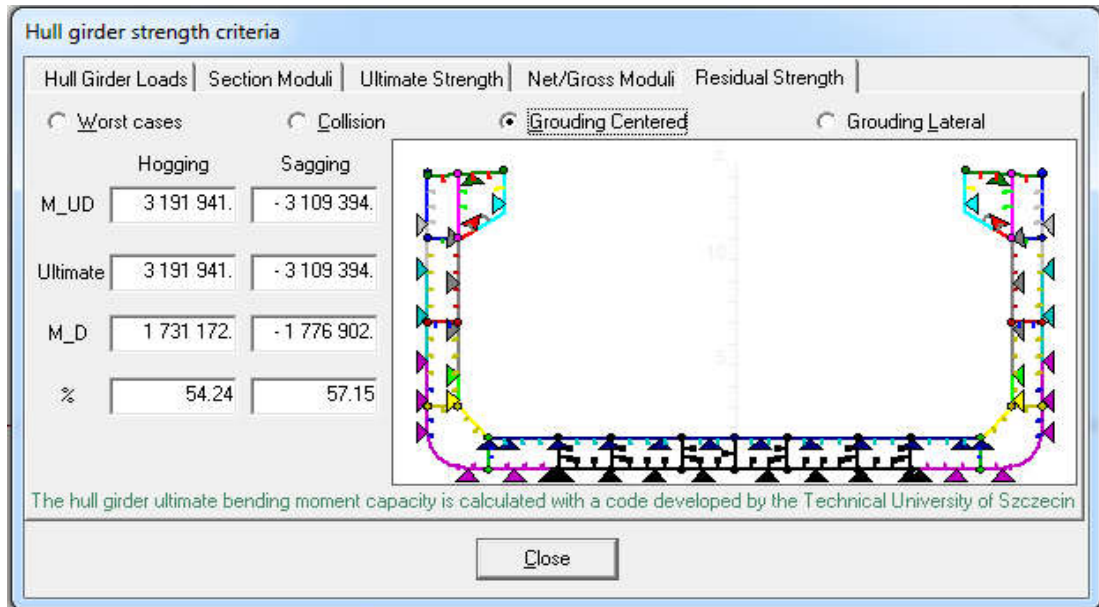 Hull girder strength criteria
Hull Girder Loads Section Moduli Ultimate Strength Net/Gross Moduli Residual Strength
Worst cases Collision Grouding Centered Grouding Lateral
Hogging Sagging
M_UD 3 191 941. - 3 109 394.
Ultimate 3 191 941. - 3 109 394.
M_D 1 731 172. - 1 776 902.
% 54.24 57.15
z
10
5
The hull girder ultimate bending moment capacity is calculated with a code developed by the Technical University of Szczecin
Close